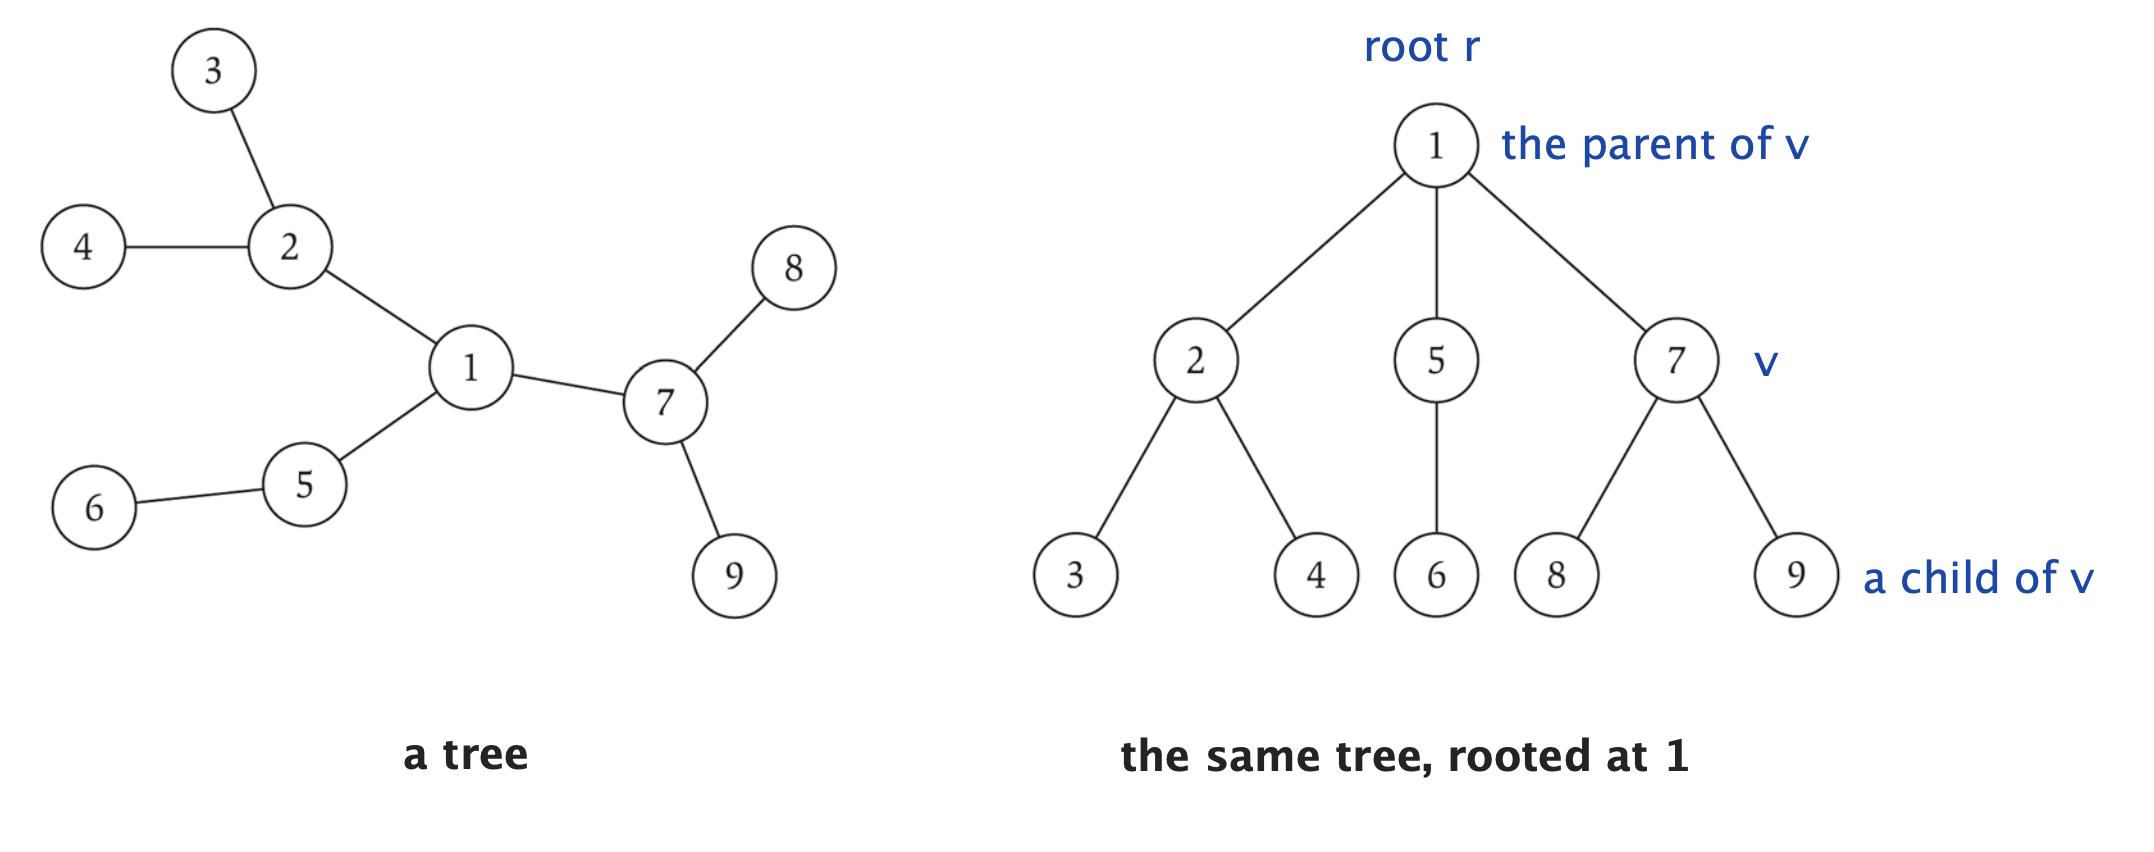 3
4
2
8
1
7
5
6
9
a tree
root r
1 the parent of v
2 5 7 v
3 4 6 8 9 a child of v
the same tree, rooted at 1